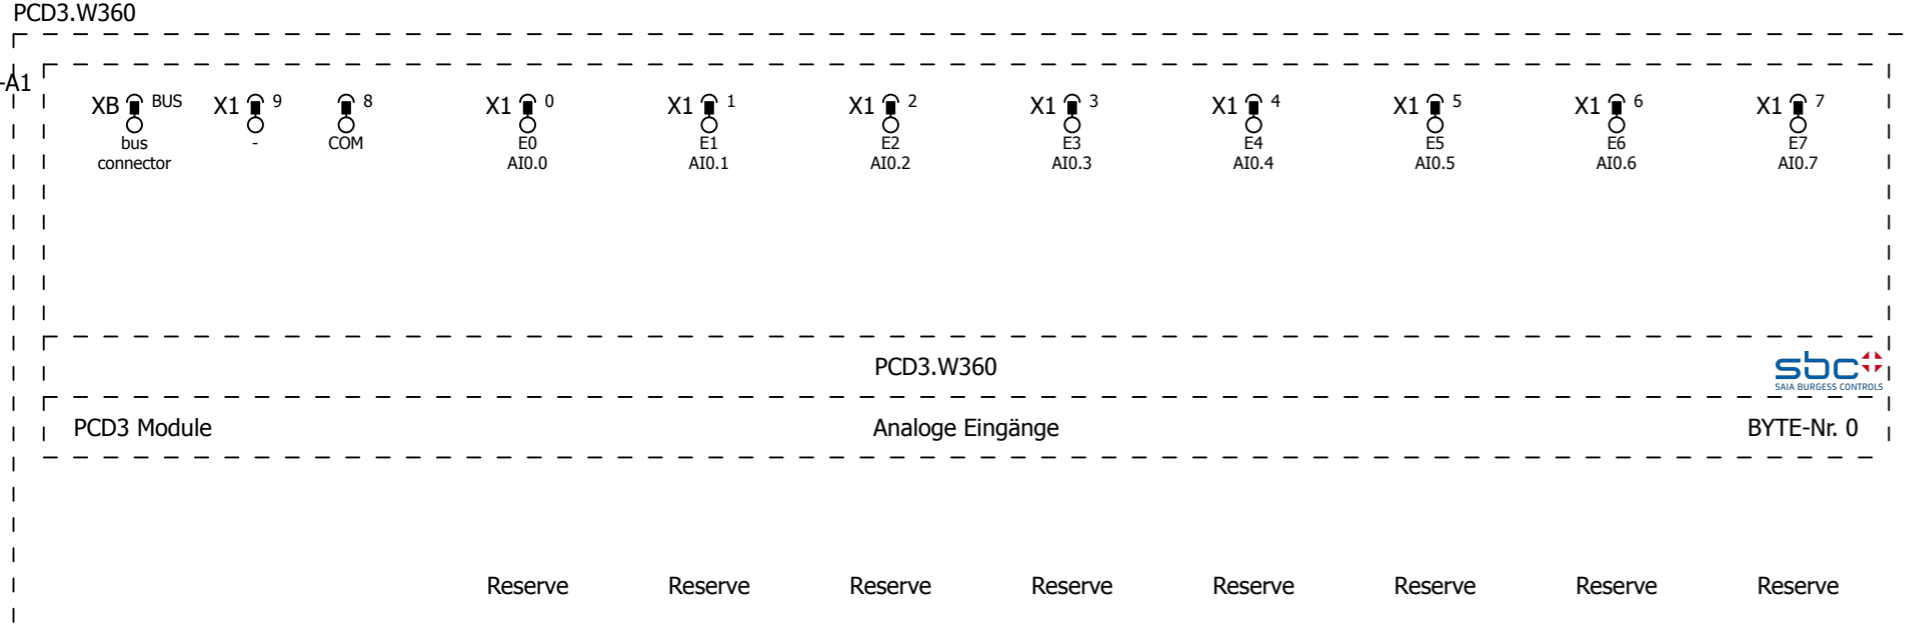 PCD3.W360
-A1
XB BUS X1 9 8 X1 0 X1 1 X1 2 X1 3 X1 4 X1 5 X1 6 X1 7
bus - COM E0 E1 E2 E3 E4 E5 E6 E7
connector AI0.0 AI0.1 AI0.2 AI0.3 AI0.4 AI0.5 AI0.6 AI0.7
PCD3.W360
sbc
SAIA BURGESS CONTROLS
PCD3 Module Analoge Eingänge BYTE-Nr. 0
Reserve Reserve Reserve Reserve Reserve Reserve Reserve Reserve